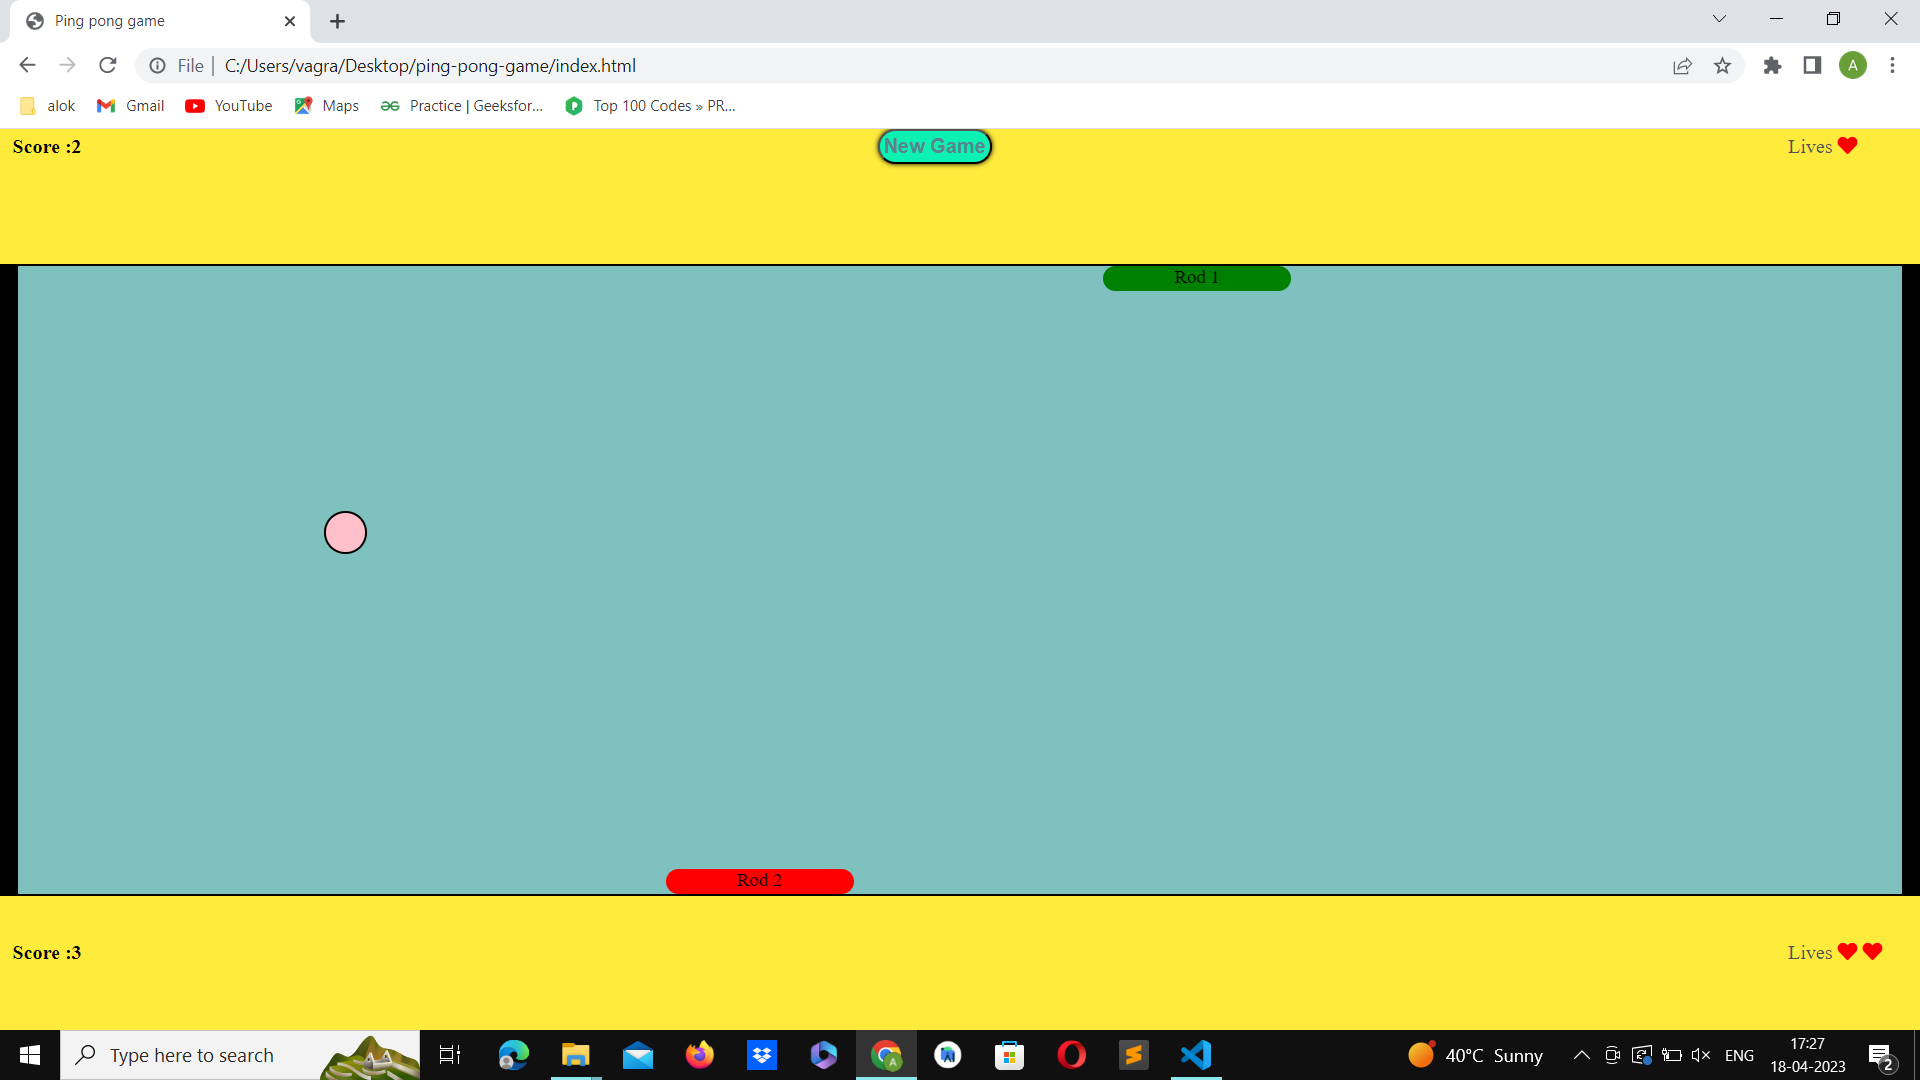 Ping pong game
File | C:/Users/vagra/Desktop/ping-pong-game/index.html
A
alok Gmail YouTube Maps Practice | Geeksfor... Top 100 Codes » PR...
Score :2 New Game Lives
Rod 1
Rod 2
Score :3 Lives
Type here to search
A
40°C Sunny
ENG
17:27
18-04-2023
2